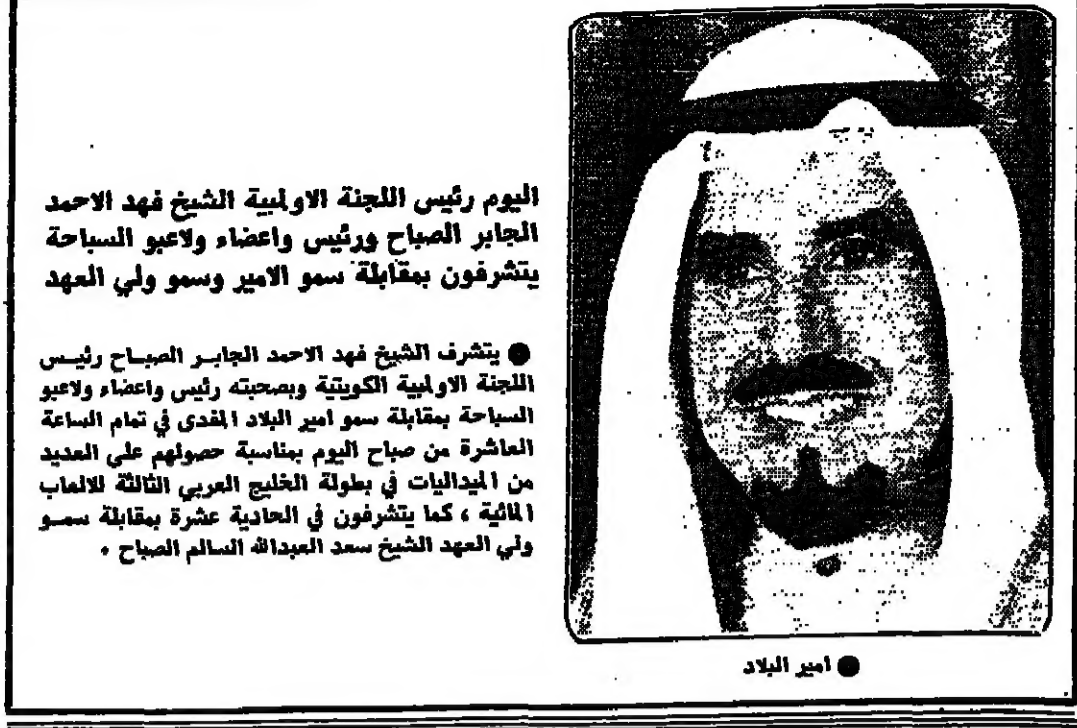 اليوم رئيس اللجنة الاولمبية الشيخ فهد الاحمد
الجابر الصباح ورئيس واعضاء ولاعبو السباحة
يتشرفون بمقابلة سمو الامير وسمو ولي العهد
● يتشرف الشيخ فهد الاحمد الجابر الصباح رئيس
اللجنة الاولمبية الكويتية وبصحبته رئيس واعضاء ولاعبو
السباحة بمقابلة سمو امير البلاد المفدى في تمام الساعة
العاشرة من صباح اليوم بمناسبة حصولهم على العديد
من الميداليات في بطولة الخليج العربي الثالثة للالعاب
المائية ، كما يتشرفون في الحادية عشرة بمقابلة سمو
ولي العهد الشيخ سعد العبدالله السالم الصباح .
● امير البلاد